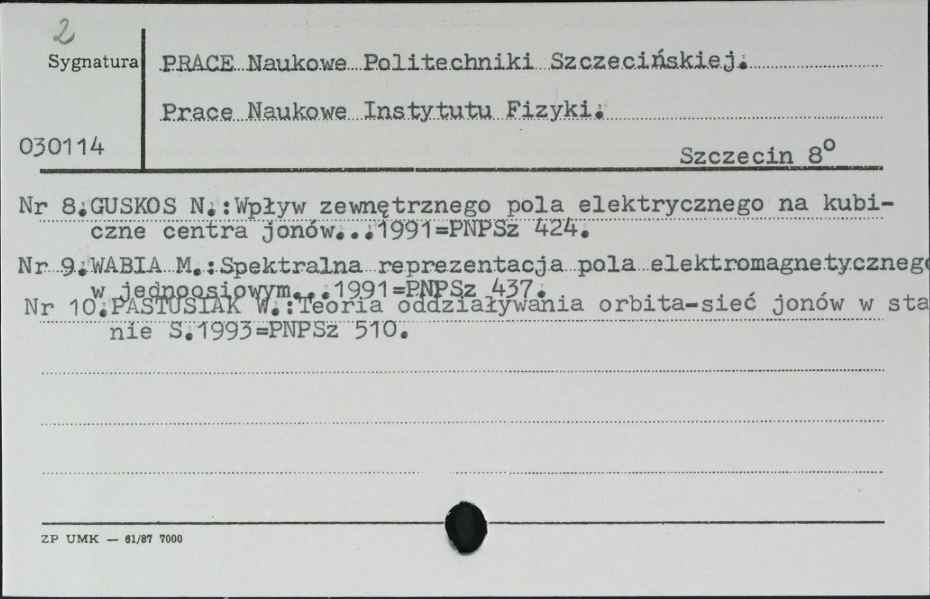 2
Sygnatura
PRACE Naukowe Politechniki Szczecińskiej.
Prace Naukowe Instytutu Fizyki.
030114
Szczecin 8°
Nr 8.GUSKOS N.:Wpływ zewnętrznego pola elektrycznego na kubi-
czne centra jonów...1991=PNPSz 424.
Nr 9.WABIA M.:Spektralna reprezentacja pola elektromagnetycznego
w jednoosiowym...1991=PNPSz 437.
Nr 10.PASTUSIAK W.:Teoria oddziaływania orbita-sieć jonów w sta
nie S.1993=PNPSz 510.
ZP UMK — 61/87 7000